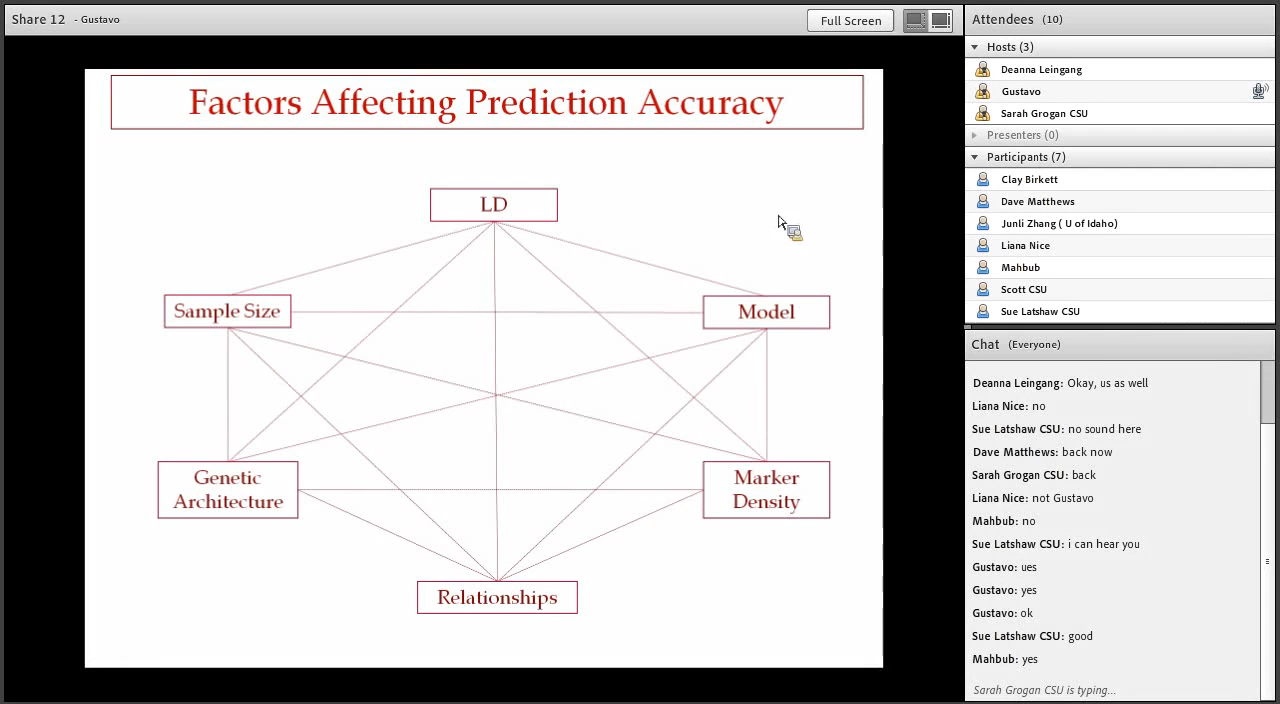 Share 12 - Gustavo
Full Screen
Factors Affecting Prediction Accuracy
LD
Sample Size
Model
Genetic
Architecture
Marker
Density
Relationships
Attendees (10)
Hosts (3)
Deanna Leingang
Gustavo
Sarah Grogan CSU
Presenters (0)
Participants (7)
Clay Birkett
Dave Matthews
Junli Zhang ( U of Idaho)
Liana Nice
Mahbub
Scott CSU
Sue Latshaw CSU
Chat (Everyone)
Deanna Leingang: Okay, us as well
Liana Nice: no
Sue Latshaw CSU: no sound here
Dave Matthews: back now
Sarah Grogan CSU: back
Liana Nice: not Gustavo
Mahbub: no
Sue Latshaw CSU: i can hear you
Gustavo: ues
Gustavo: yes
Gustavo: ok
Sue Latshaw CSU: good
Mahbub: yes
Sarah Grogan CSU is typing...